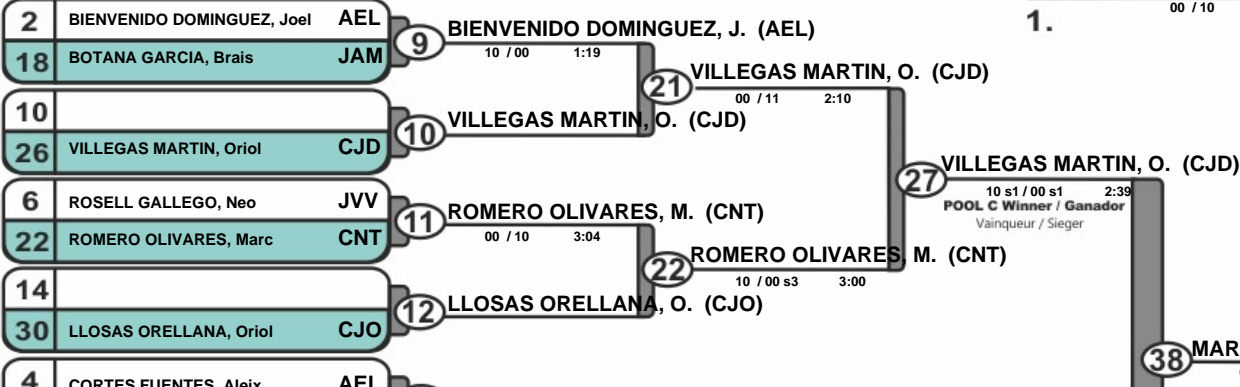 00 / 10
1.
2 BIENVENIDO DOMINGUEZ, Joel AEL
18 BOTANA GARCIA, Brais JAM
9 BIENVENIDO DOMINGUEZ, J. (AEL)
10 / 00 1:19
21 VILLEGAS MARTIN, O. (CJD)
00 / 11 2:10
10
26 VILLEGAS MARTIN, Oriol CJD
10 VILLEGAS MARTIN, O. (CJD)
27 VILLEGAS MARTIN, O. (CJD)
10 s1 / 00 s1 2:39
POOL C Winner / Ganador
Vainqueur / Sieger
6 ROSELL GALLEGO, Neo JVV
22 ROMERO OLIVARES, Marc CNT
11 ROMERO OLIVARES, M. (CNT)
00 / 10 3:04
22 ROMERO OLIVARES, M. (CNT)
10 / 00 s3 3:00
14
30 LLOSAS ORELLANA, Oriol CJO
12 LLOSAS ORELLANA, O. (CJO)
38 MAR
4 CORTES FUENTES, Aleix AEL